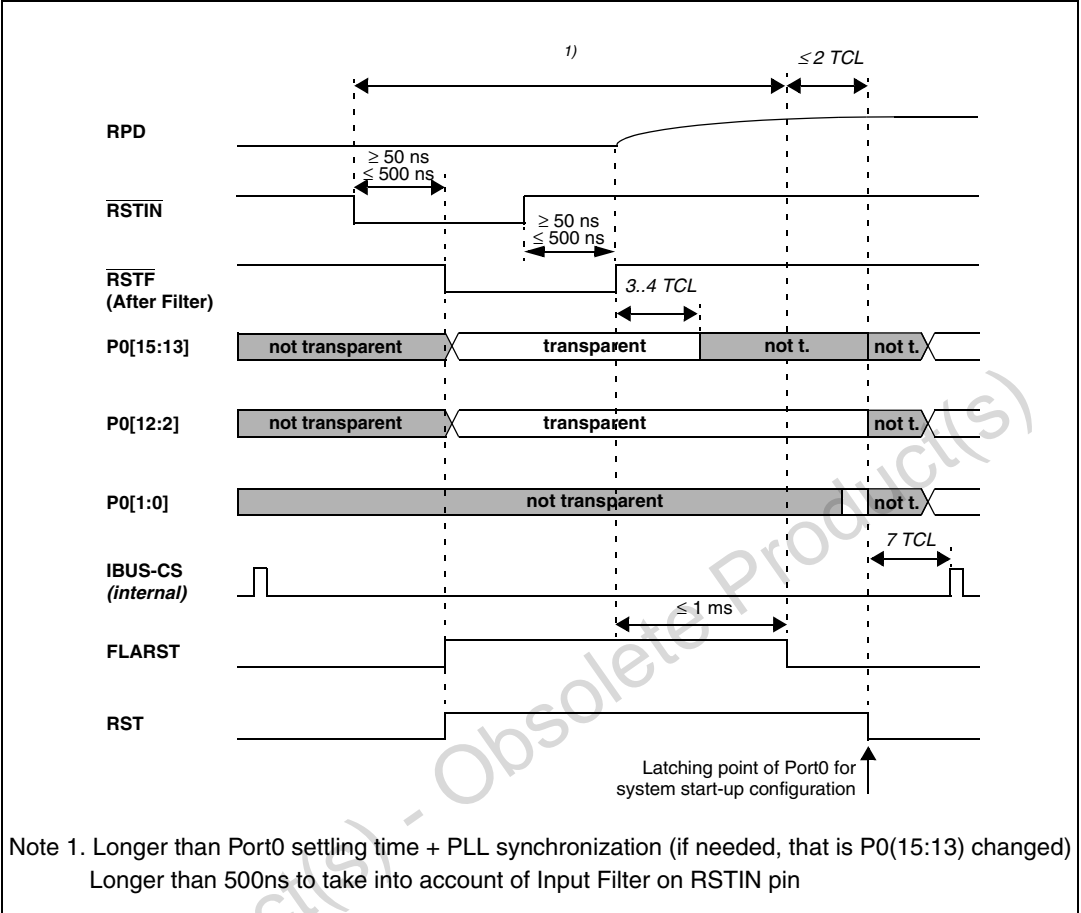 1)
≤ 2 TCL
RPD
≥ 50 ns
≤ 500 ns
RSTIN
≥ 50 ns
≤ 500 ns
RSTF
(After Filter)
3..4 TCL
P0[15:13] not transparent transparent not t. not t.
P0[12:2] not transparent transparent not t.
P0[1:0] not transparent not t.
7 TCL
IBUS-CS
(internal)
≤ 1 ms
FLARST
RST
Latching point of Port0 for
system start-up configuration
Note 1. Longer than Port0 settling time + PLL synchronization (if needed, that is P0(15:13) changed)
Longer than 500ns to take into account of Input Filter on RSTIN pin
ct(s) - Obsolete Product(s)